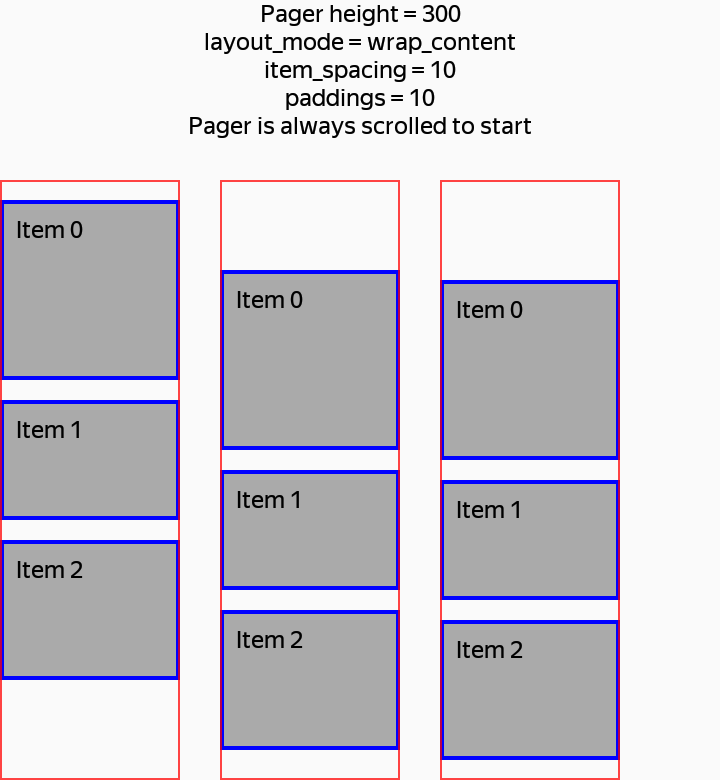 Pager height = 300
layout_mode = wrap_content
item_spacing = 10
paddings = 10
Pager is always scrolled to start
Item 0
Item 1
Item 2
Item 0
Item 1
Item 2
Item 0
Item 1
Item 2